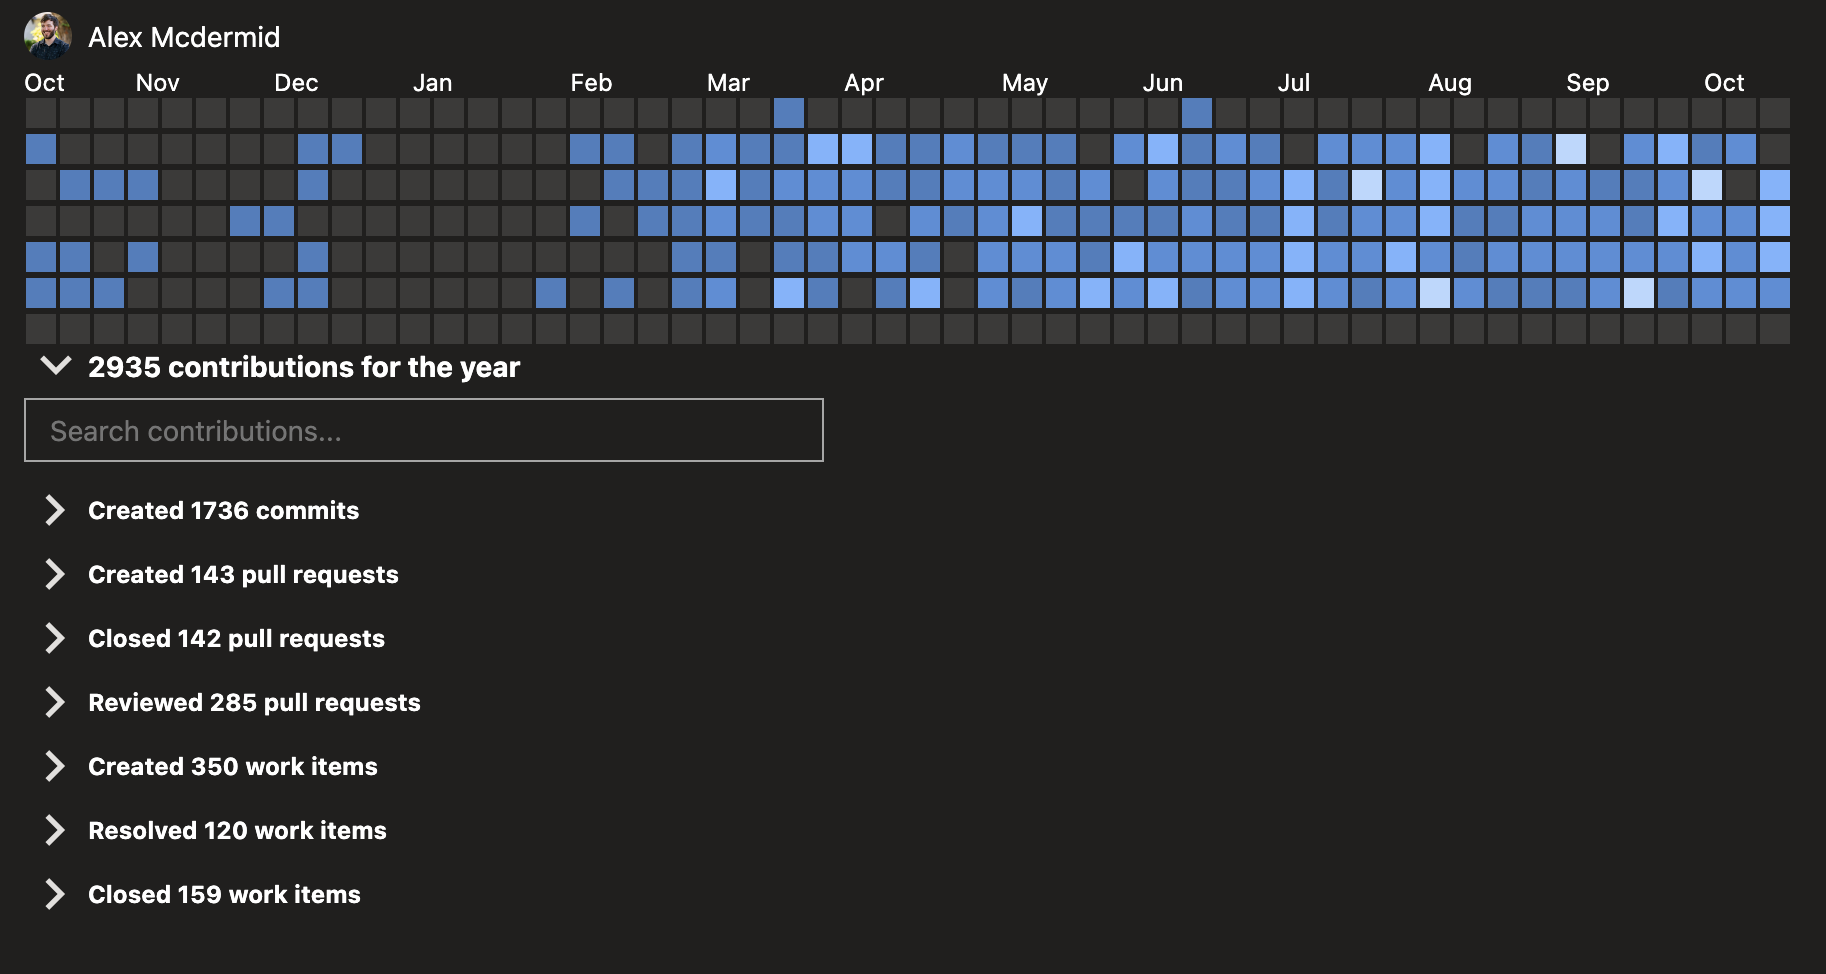 Alex Mcdermid
Oct Nov Dec Jan Feb Mar Apr May Jun Jul Aug Sep Oct
2935 contributions for the year
Search contributions...
Created 1736 commits
Created 143 pull requests
Closed 142 pull requests
Reviewed 285 pull requests
Created 350 work items
Resolved 120 work items
Closed 159 work items